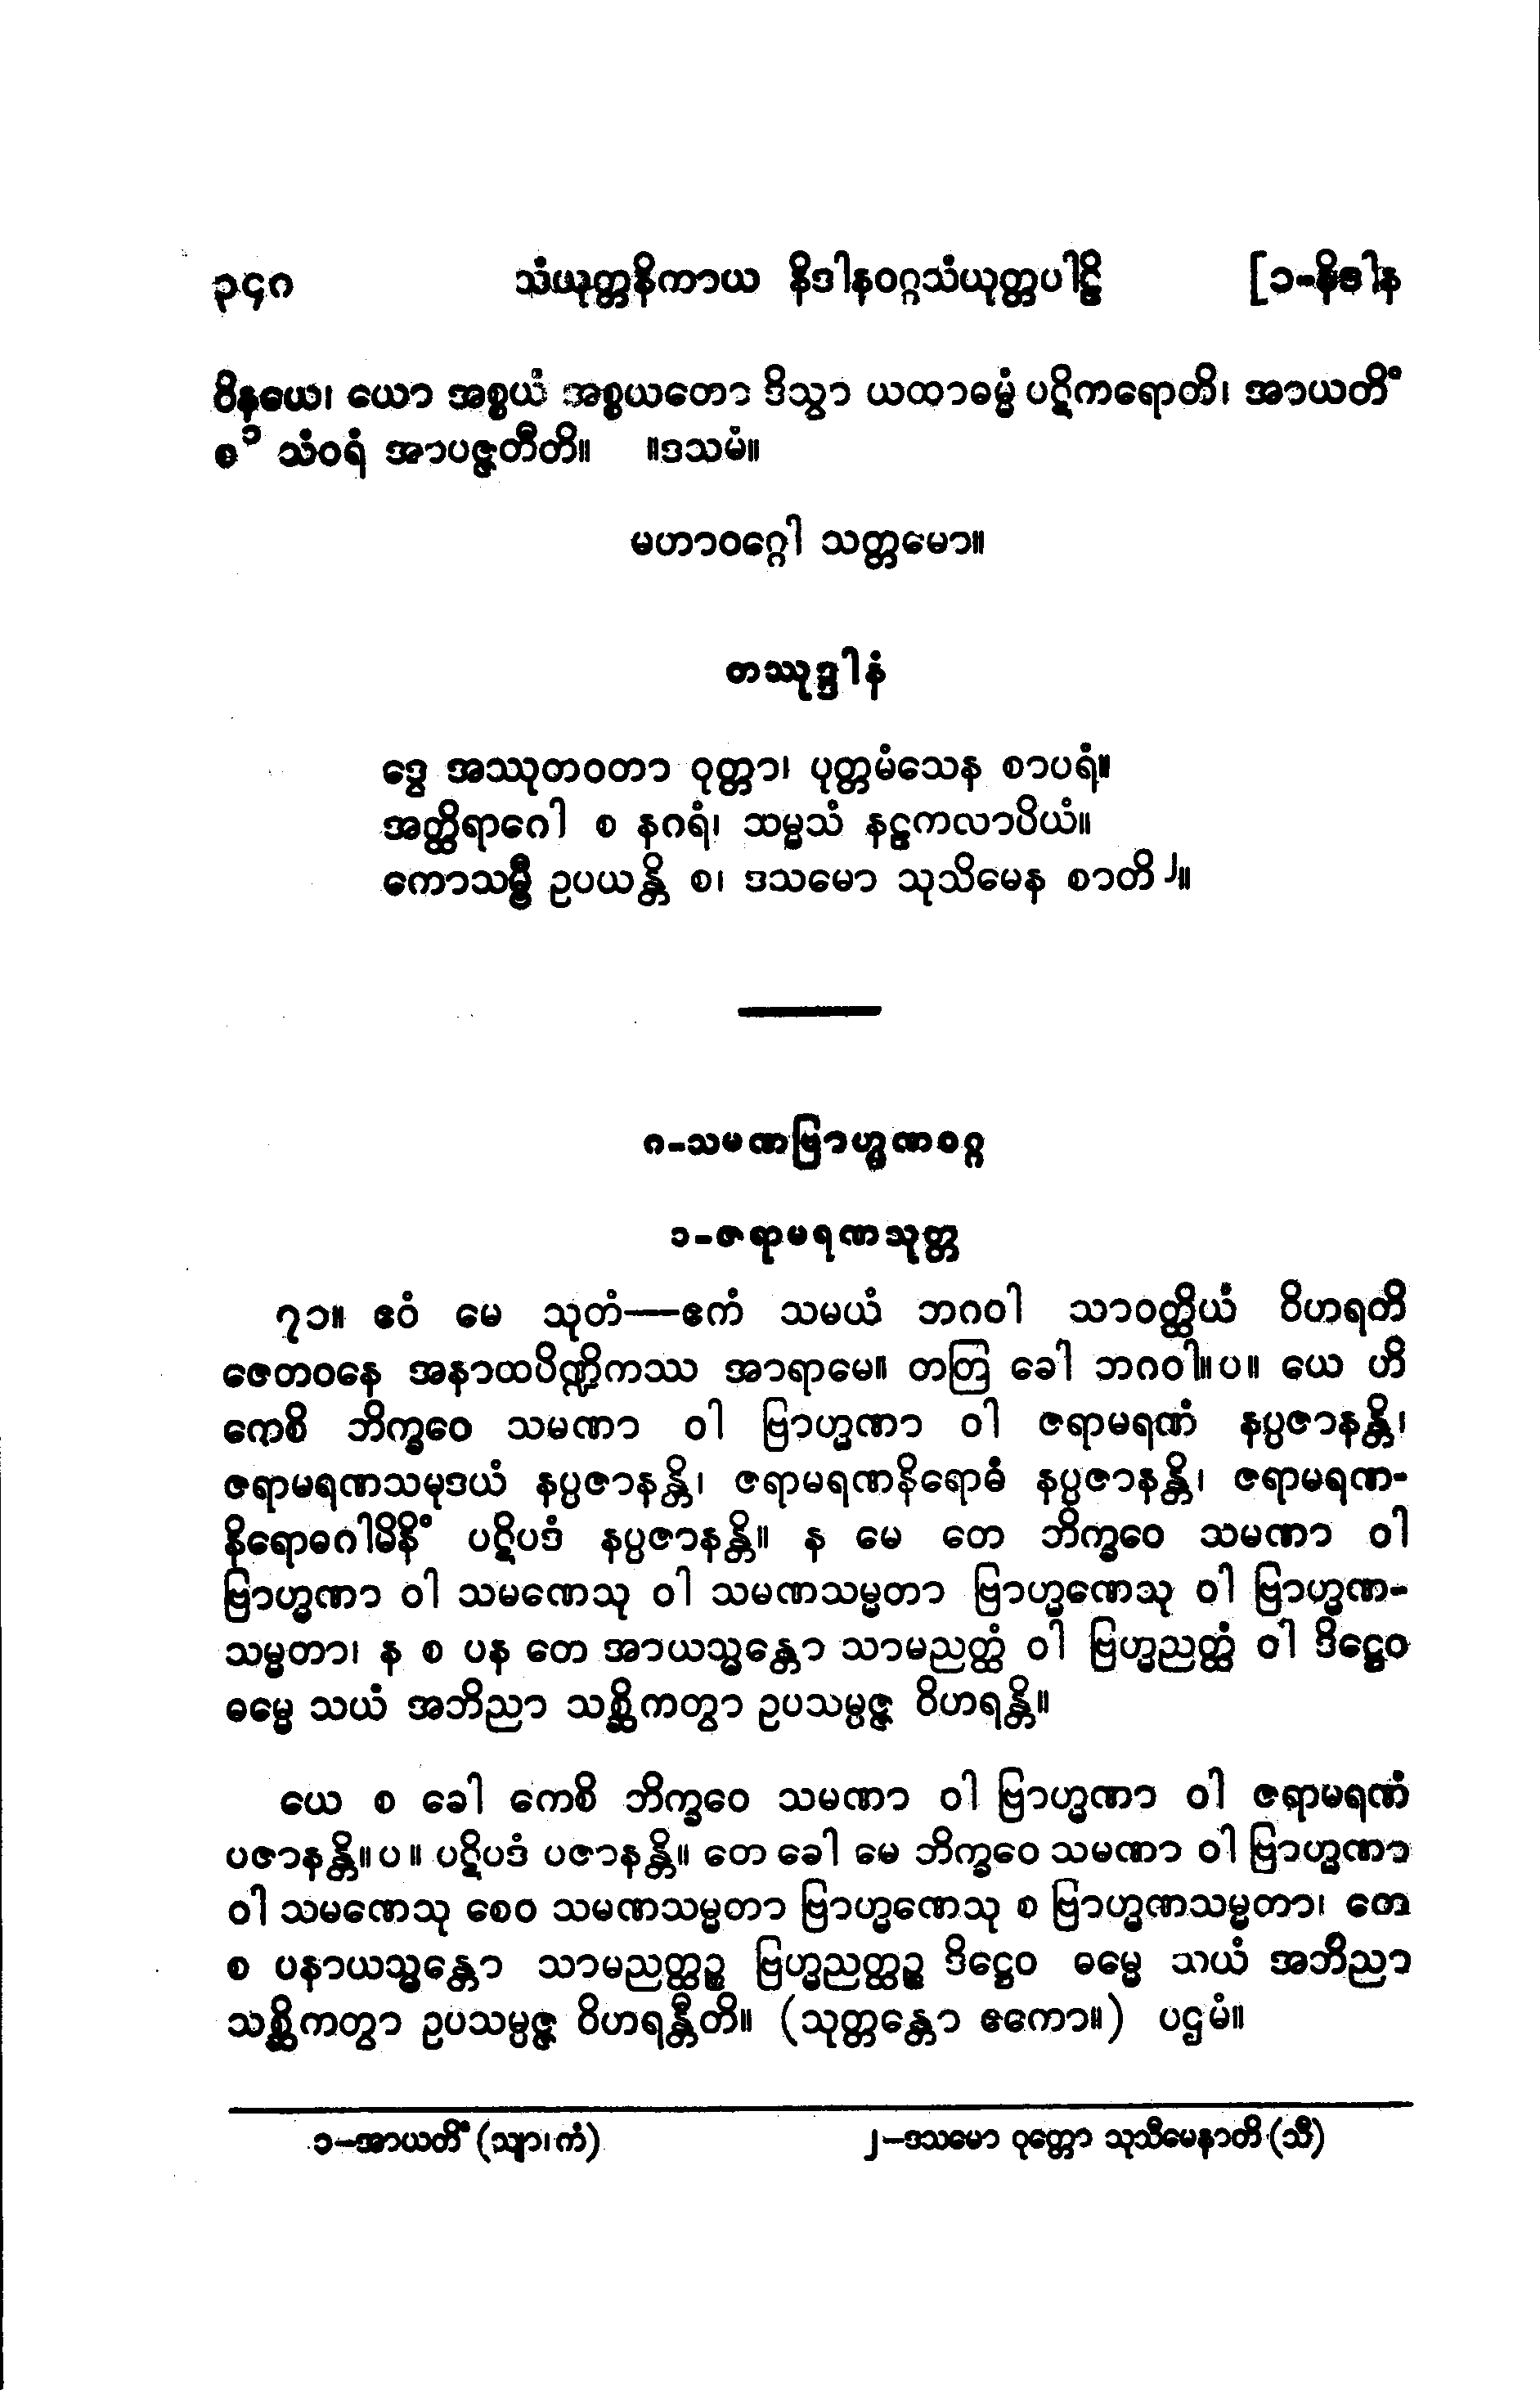 ၃၄၈ သံယုတ္တနိကာယ နိဒါနဝဂ္ဂသံယုတ္တပါဠိ [၁-နိဒါန
ဝိနယေ၊ ယော အစ္စယံ အစ္စယတော ဒိသွာ ယထာဓမ္မံ ပဋိကရောတိ၊ အာယတိံ
စ ၁ သံဝရံ အာပဇ္ဇတီတိ။ ။ဒသမံ။
မဟာဝဂ္ဂေါ သတ္တမော။
တဿုဒ္ဒါနံ
ဒွေ အဿုတဝတာ ဝုတ္တာ၊ ပုတ္တမံသေန စာပရံ။
အတ္ထိရာဂေါ စ နဂရံ၊ သမ္မသံ နဠကလာပိယံ။
ကောသမ္ဗီ ဥပယန္တိ စ၊ ဒသမော သုသိမေန စာတိ ၂။
၈-သမဏဗြာဟ္မဏဝဂ္ဂ
၁-ဇရာမရဏသုတ္တ
၇၁။ ဧဝံ မေ သုတံ—ဧကံ သမယံ ဘဂဝါ သာဝတ္ထိယံ ဝိဟရတိ
ဇေတဝနေ အနာထပိဏ္ဍိကဿ အာရာမေ။ တတြ ခေါ ဘဂဝါ။ပ။ ယေ ဟိ
ကေစိ ဘိက္ခဝေ သမဏာ ဝါ ဗြာဟ္မဏာ ဝါ ဇရာမရဏံ နပ္ပဇာနန္တိ၊
ဇရာမရဏသမုဒယံ နပ္ပဇာနန္တိ၊ ဇရာမရဏနိရောဓံ နပ္ပဇာနန္တိ၊ ဇရာမရဏ-
နိရောဓဂါမိနိံ ပဋိပဒံ နပ္ပဇာနန္တိ။ န မေ တေ ဘိက္ခဝေ သမဏာ ဝါ
ဗြာဟ္မဏာ ဝါ သမဏေသု ဝါ သမဏသမ္မတာ ဗြာဟ္မဏေသု ဝါ ဗြာဟ္မဏ-
သမ္မတာ၊ န စ ပန တေ အာယသ္မန္တော သာမညတ္ထံ ဝါ ဗြဟ္မညတ္ထံ ဝါ ဒိဋ္ဌေဝ
ဓမ္မေ သယံ အဘိညာ သစ္ဆိကတွာ ဥပသမ္ပဇ္ဇ ဝိဟရန္တိ။
ယေ စ ခေါ ကေစိ ဘိက္ခဝေ သမဏာ ဝါ ဗြာဟ္မဏာ ဝါ ဇရာမရဏံ
ပဇာနန္တိ။ပ။ ပဋိပဒံ ပဇာနန္တိ။ တေ ခေါ မေ ဘိက္ခဝေ သမဏာ ဝါ ဗြာဟ္မဏာ
ဝါ သမဏေသု စေဝ သမဏသမ္မတာ ဗြာဟ္မဏေသု စ ဗြာဟ္မဏသမ္မတာ၊ တေ
စ ပနာယသ္မန္တော သာမညတ္ထဉ္စ ဗြဟ္မညတ္ထဉ္စ ဒိဋ္ဌေဝ ဓမ္မေ သယံ အဘိညာ
သစ္ဆိကတွာ ဥပသမ္ပဇ္ဇ ဝိဟရန္တီတိ။ (သုတ္တန္တော ဧကော။) ပဌမံ။
၁-အာယတိံ (သျာ၊ကံ) ၂-ဒသမော ဝုတ္တော သုသီမေနာတိ (သီ)